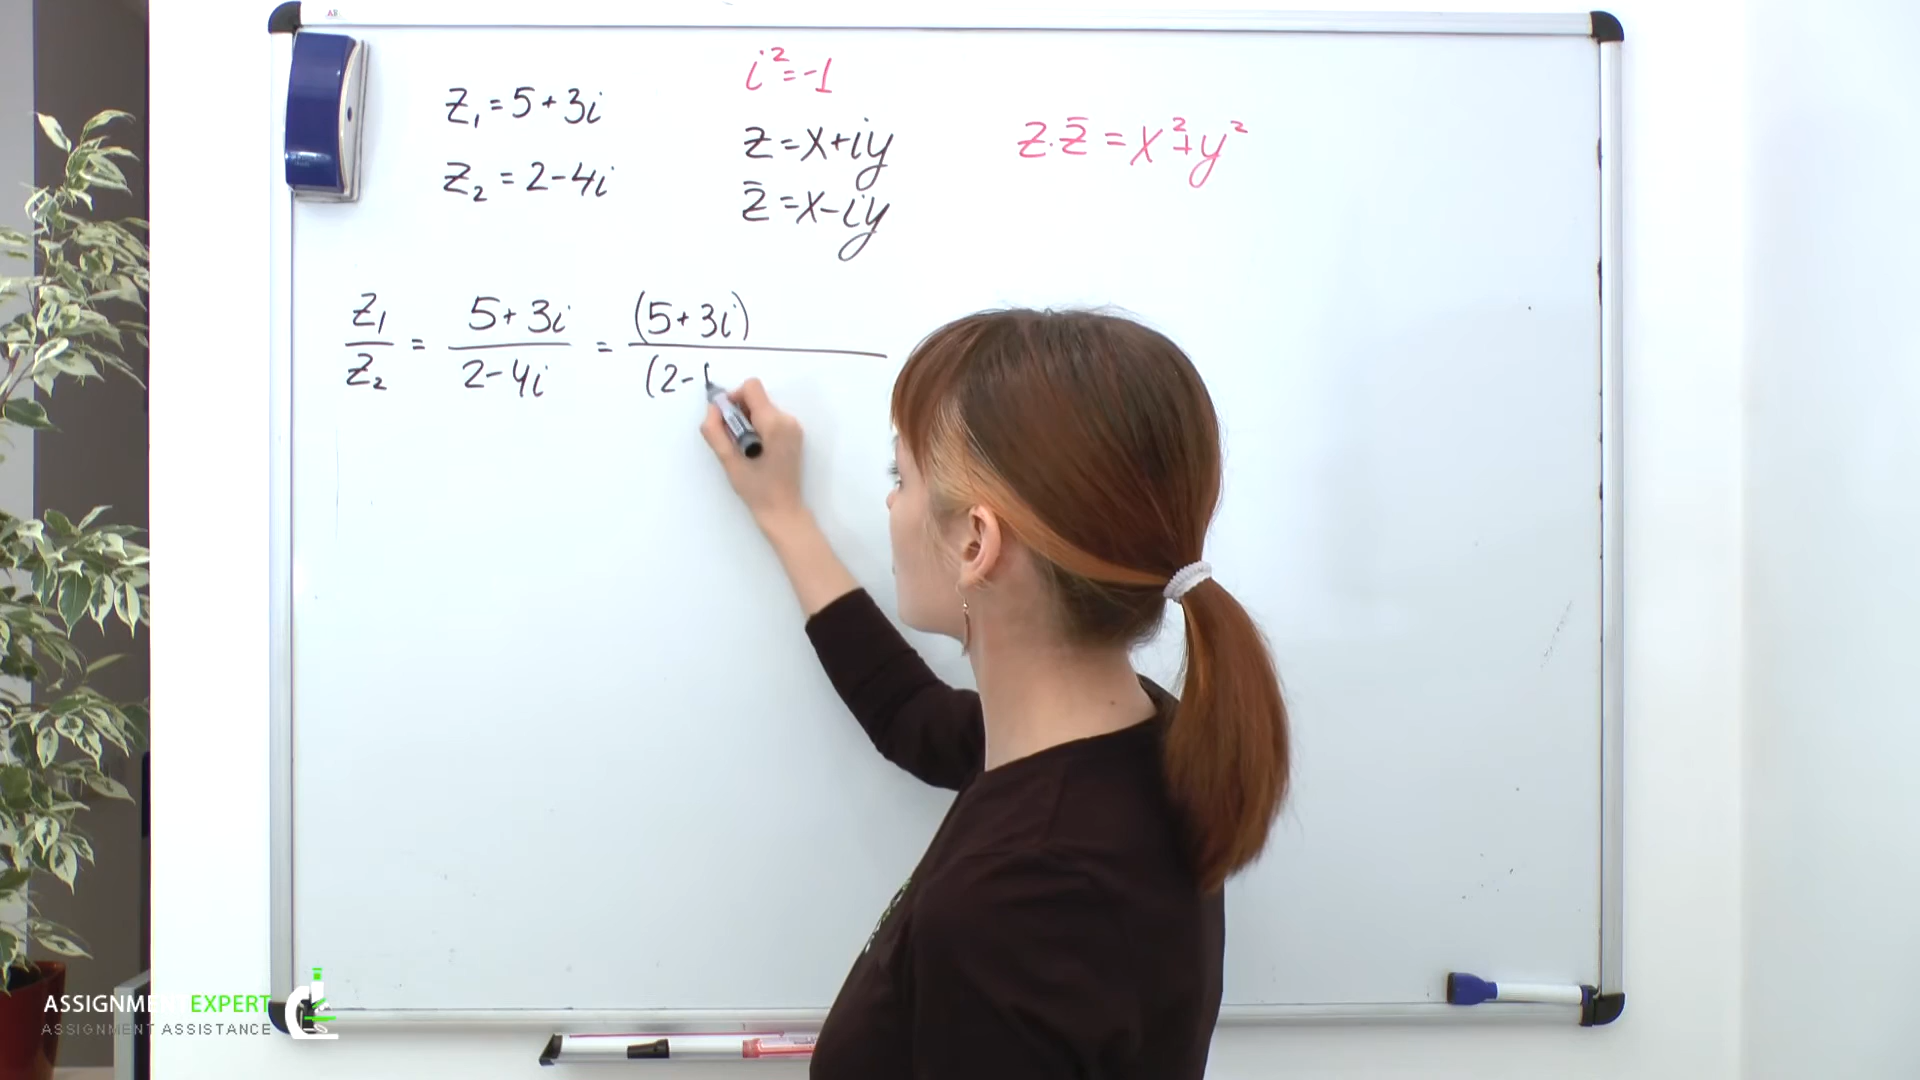 z₁ = 5 + 3i
z₂ = 2 - 4i
i² = -1
z = x + iy
z̄ = x - iy
z · z̄ = x² + y²
z₁/z₂ = (5 + 3i)/(2 - 4i) = (5 + 3i)
(2 -
ASSIGNMENT EXPERT
ASSIGNMENT ASSISTANCE